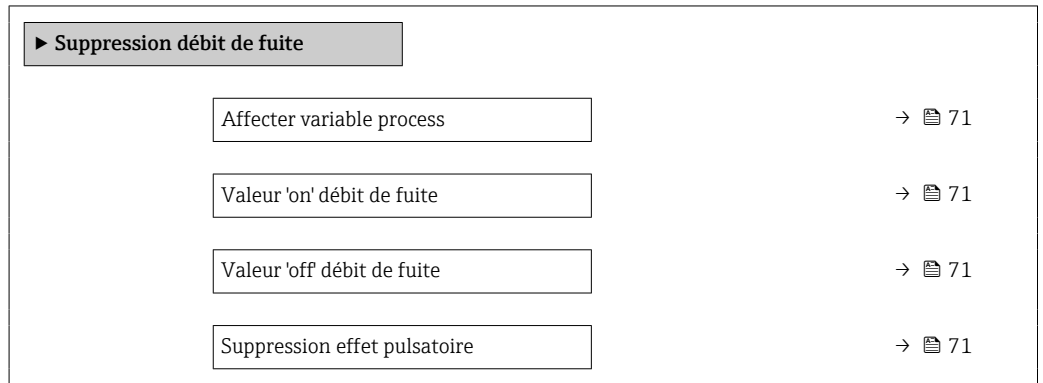 ▶ Suppression débit de fuite
Affecter variable process → 71
Valeur 'on' débit de fuite → 71
Valeur 'off' débit de fuite → 71
Suppression effet pulsatoire → 71